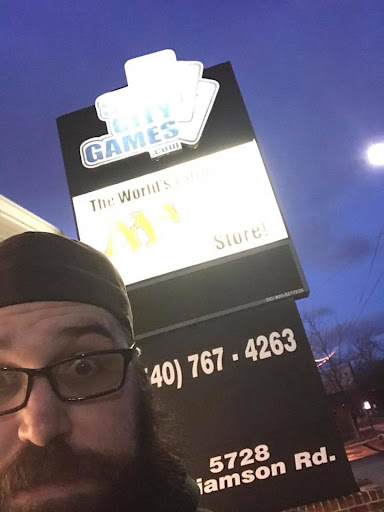 CITY
GAMES
.com
The World's
Store!
40) 767 - 4263
5728
iamson Rd.